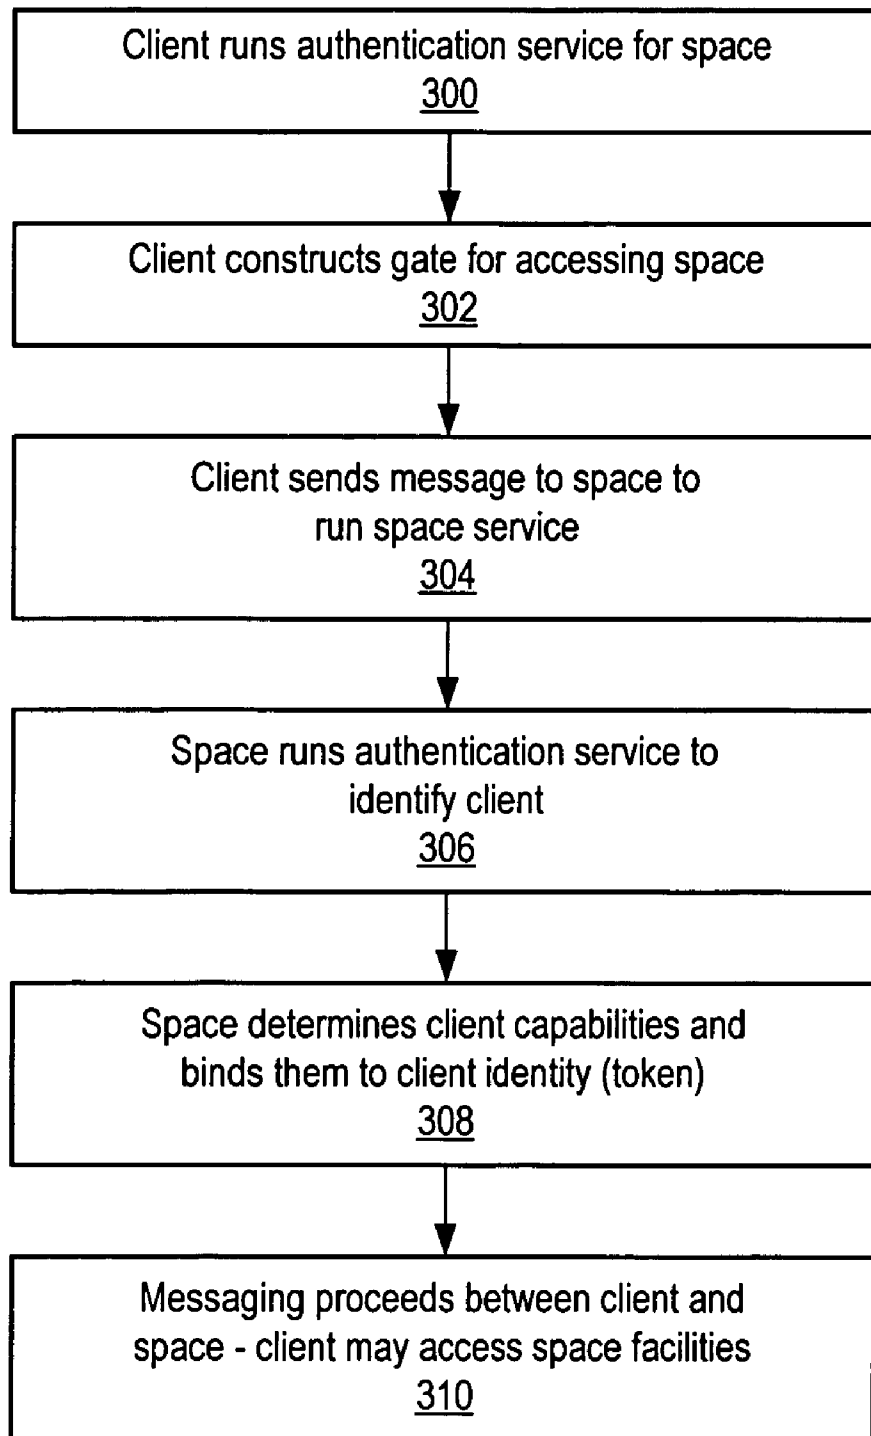 Client runs authentication service for space
300
Client constructs gate for accessing space
302
Client sends message to space to
run space service
304
Space runs authentication service to
identify client
306
Space determines client capabilities and
binds them to client identity (token)
308
Messaging proceeds between client and
space - client may access space facilities
310